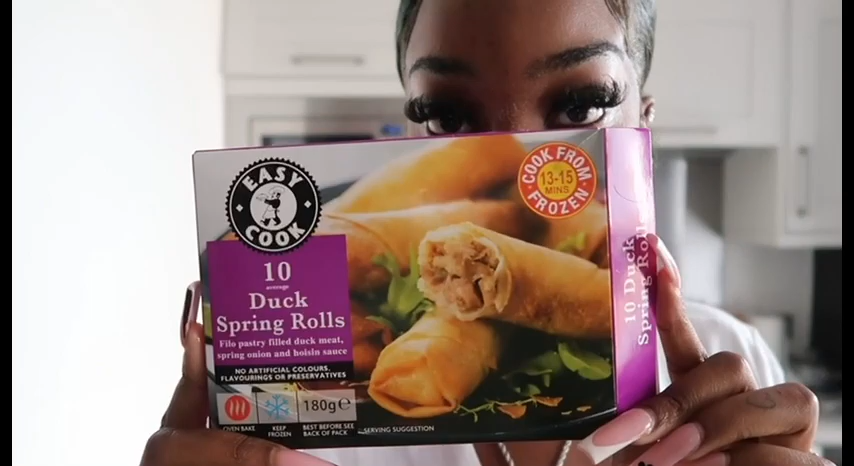 EASY
COOK
10
average
Duck
Spring Rolls
Filo pastry filled duck meat,
spring onion and hoisin sauce
NO ARTIFICIAL COLOURS,
FLAVOURINGS OR PRESERVATIVES
OVEN BAKE
KEEP
FROZEN
180g℮
BEST BEFORE SEE
BACK OF PACK
SERVING SUGGESTION
COOK FROM
13-15
MINS
FROZEN
10 Duck
Spring Rolls